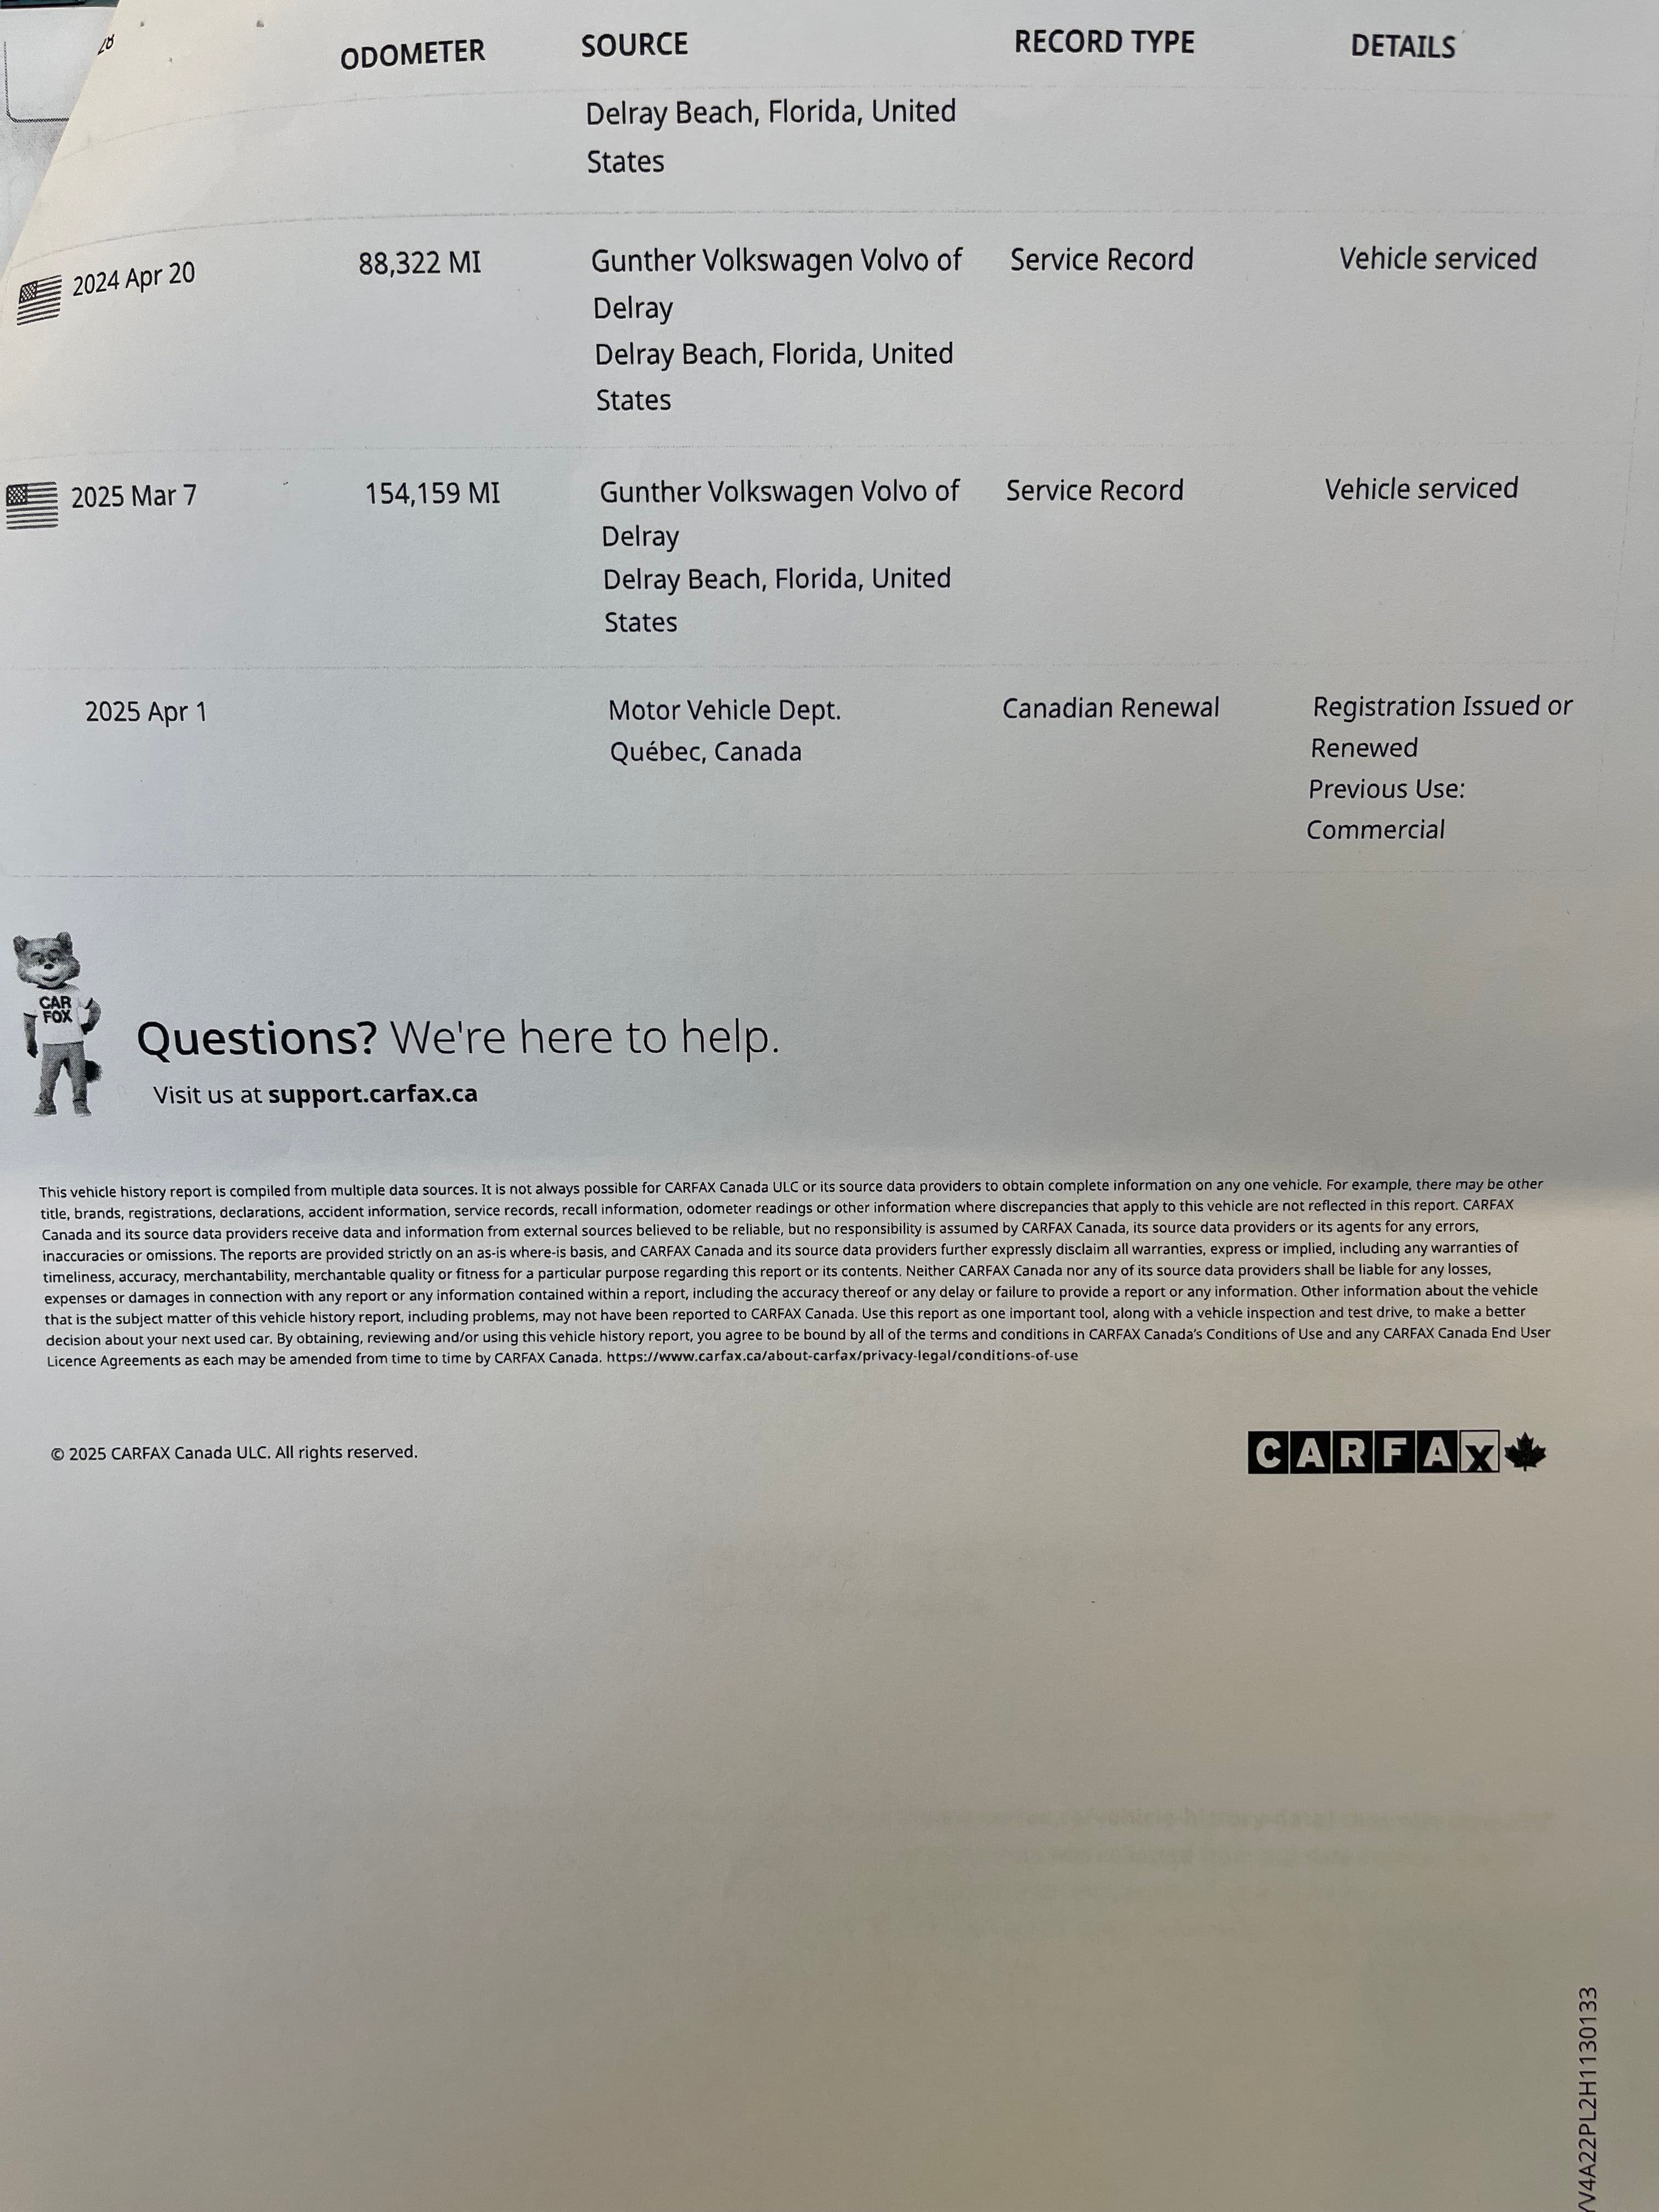 ODOMETER SOURCE RECORD TYPE DETAILS
Delray Beach, Florida, United
States
2024 Apr 20 88,322 MI Gunther Volkswagen Volvo of Service Record Vehicle serviced
Delray
Delray Beach, Florida, United
States
2025 Mar 7 154,159 MI Gunther Volkswagen Volvo of Service Record Vehicle serviced
Delray
Delray Beach, Florida, United
States
2025 Apr 1 Motor Vehicle Dept. Canadian Renewal Registration Issued or
Québec, Canada Renewed
Previous Use:
Commercial
CAR
FOX
Questions? We're here to help.
Visit us at support.carfax.ca
This vehicle history report is compiled from multiple data sources. It is not always possible for CARFAX Canada ULC or its source data providers to obtain complete information on any one vehicle. For example, there may be other
title, brands, registrations, declarations, accident information, service records, recall information, odometer readings or other information where discrepancies that apply to this vehicle are not reflected in this report. CARFAX
Canada and its source data providers receive data and information from external sources believed to be reliable, but no responsibility is assumed by CARFAX Canada, its source data providers or its agents for any errors,
inaccuracies or omissions. The reports are provided strictly on an as-is where-is basis, and CARFAX Canada and its source data providers further expressly disclaim all warranties, express or implied, including any warranties of
timeliness, accuracy, merchantability, merchantable quality or fitness for a particular purpose regarding this report or its contents. Neither CARFAX Canada nor any of its source data providers shall be liable for any losses,
expenses or damages in connection with any report or any information contained within a report, including the accuracy thereof or any delay or failure to provide a report or any information. Other information about the vehicle
that is the subject matter of this vehicle history report, including problems, may not have been reported to CARFAX Canada. Use this report as one important tool, along with a vehicle inspection and test drive, to make a better
decision about your next used car. By obtaining, reviewing and/or using this vehicle history report, you agree to be bound by all of the terms and conditions in CARFAX Canada's Conditions of Use and any CARFAX Canada End User
Licence Agreements as each may be amended from time to time by CARFAX Canada. https://www.carfax.ca/about-carfax/privacy-legal/conditions-of-use
© 2025 CARFAX Canada ULC. All rights reserved.
CARFAX
V4A22PL2H1130133